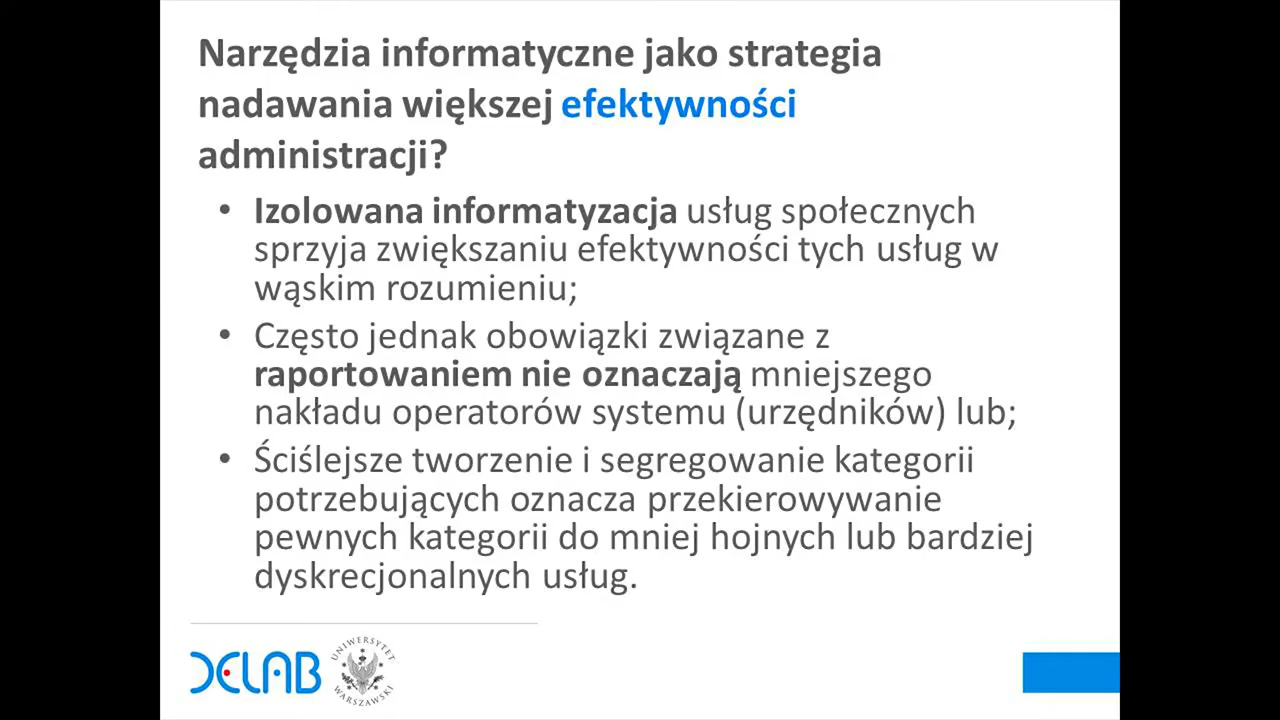 Narzędzia informatyczne jako strategia
nadawania większej efektywności
administracji?
• Izolowana informatyzacja usług społecznych
sprzyja zwiększaniu efektywności tych usług w
wąskim rozumieniu;
• Często jednak obowiązki związane z
raportowaniem nie oznaczają mniejszego
nakładu operatorów systemu (urzędników) lub;
• Ściślejsze tworzenie i segregowanie kategorii
potrzebujących oznacza przekierowywanie
pewnych kategorii do mniej hojnych lub bardziej
dyskrecjonalnych usług.
DELAB
UNIWERSYTET
WARSZAWSKI